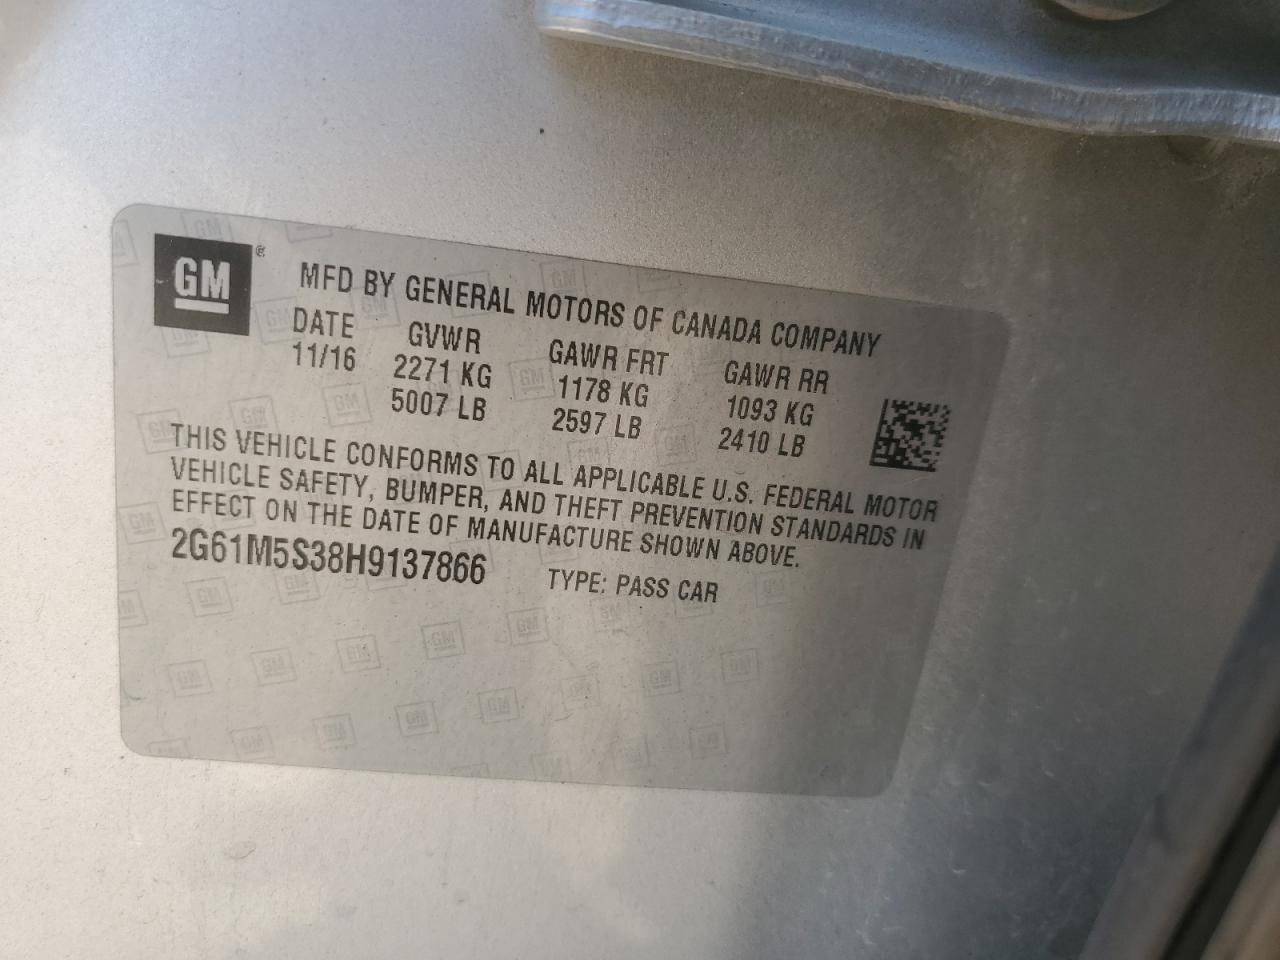 GM ®
MFD BY GENERAL MOTORS OF CANADA COMPANY
DATE GVWR GAWR FRT GAWR RR
11/16 2271 KG 1178 KG 1093 KG
5007 LB 2597 LB 2410 LB
THIS VEHICLE CONFORMS TO ALL APPLICABLE U.S. FEDERAL MOTOR
VEHICLE SAFETY, BUMPER, AND THEFT PREVENTION STANDARDS IN
EFFECT ON THE DATE OF MANUFACTURE SHOWN ABOVE.
2G61M5S38H9137866 TYPE: PASS CAR